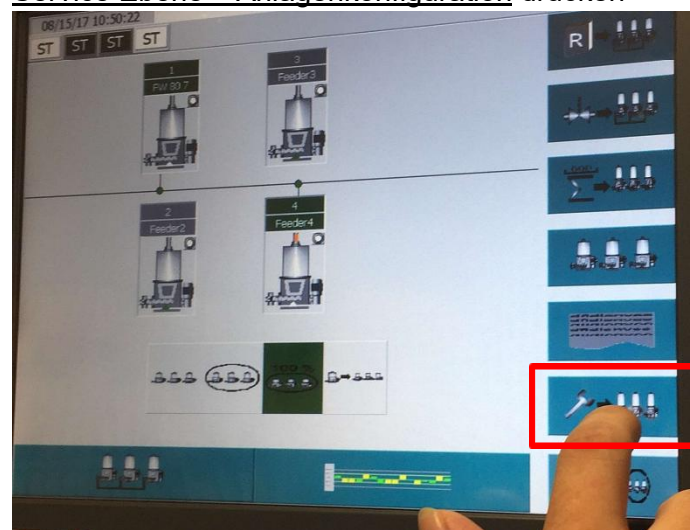 Service-Ebene – Anlagenkonfiguration drücken
08/15/17 10:50:22
ST ST ST ST
1
FW 80.7
3
Feeder3
2
Feeder2
4
Feeder4
100 %
R